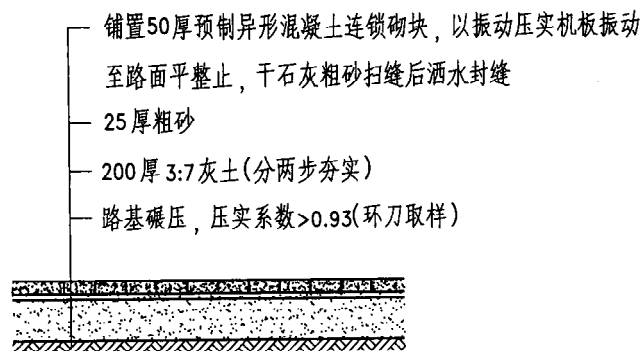 铺置50厚预制异形混凝土连锁砌块，以振动压实机板振动
至路面平整止，干石灰粗砂扫缝后洒水封缝
25厚粗砂
200厚 3:7灰土(分两步夯实)
路基碾压，压实系数>0.93(环刀取样)